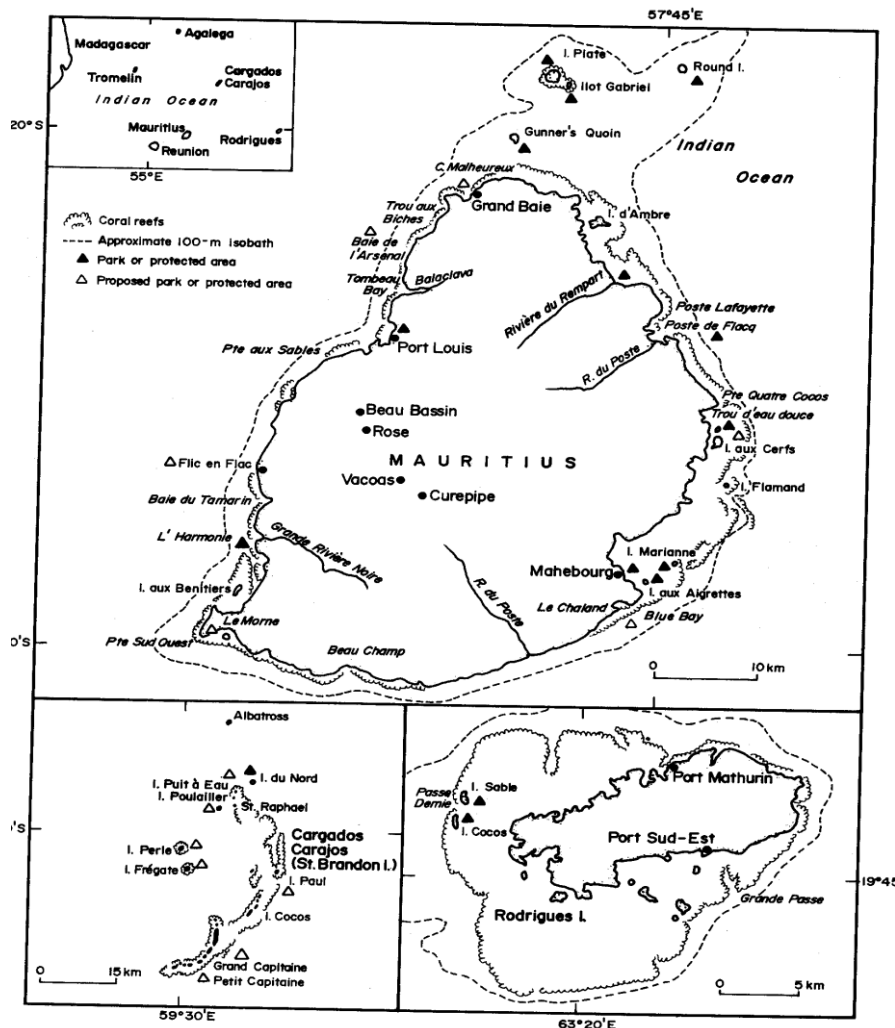 57°45'E
Agalega
Madagascar
Tromelin
Cargados
Carajos
Indian Ocean
Mauritius
Reunion
Rodrigues
55°E
20°S
I. Plate
Round I.
Ilot Gabriel
Gunner's Quoin
Indian
Ocean
C. Malheureux
Grand Baie
I. d'Ambre
Trou aux
Biches
Coral reefs
Approximate 100-m isobath
Park or protected area
Proposed park or protected area
Baie de
l'Arsenal
Balaclava
Tombeau
Bay
Rivière du Rempart
Poste Lafayette
Poste de Flacq
Port Louis
Pte aux Sables
R. du Poste
Pte Quatre Cocos
Trou d'eau douce
I. aux Cerfs
Beau Bassin
Rose
MAURITIUS
Flic en Flac
Vacoas
Curepipe
I. Flamand
Baie du Tamarin
L' Harmonie
Grande Rivière Noire
I. Marianne
Mahebourg
I. aux Aigrettes
I. aux Benitiers
R. du Poste
Le Chaland
Blue Bay
Le Morne
Pte Sud Ouest
Beau Champ
0°S
0 10 km
Albatross
I. du Nord
I. Puit à Eau
I. Poulailler
St. Raphael
°S
Cargados
Carajos
(St. Brandon I.)
I. Perle
I. Frégate
I. Paul
I. Cocos
0 15 km
Grand Capitaine
Petit Capitaine
59°30'E
Port Mathurin
I. Sable
Passe
Demie
I. Cocos
Port Sud-Est
19°45
Rodrigues I.
Grande Passe
0 5 km
63°20'E